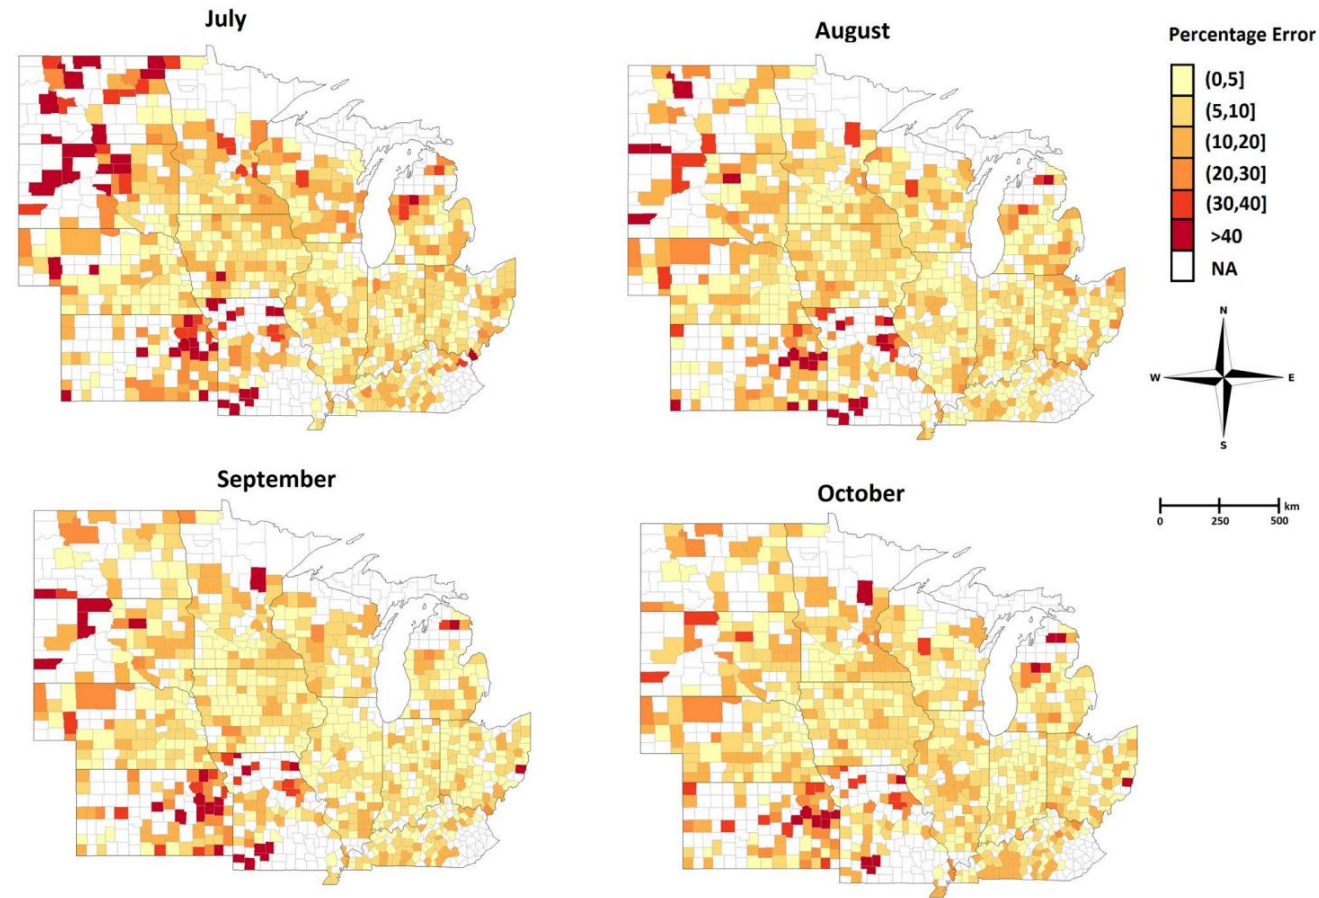 July
August
Percentage Error
(0,5]
(5,10]
(10,20]
(20,30]
(30,40]
>40
NA
N
W
E
S
September
October
km
0
250
500